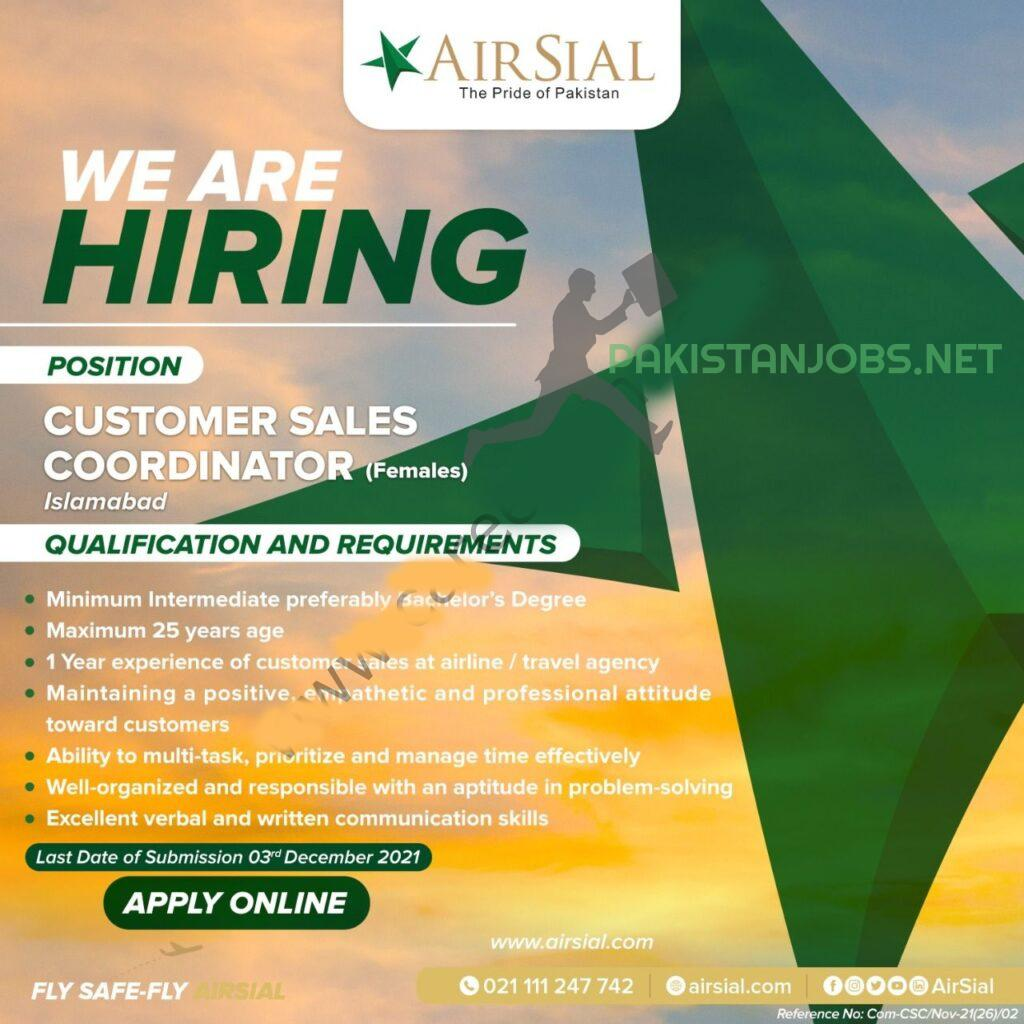 AIRSIAL
The Pride of Pakistan
WE ARE
HIRING
PAKISTANJOBS.NET
POSITION
CUSTOMER SALES
COORDINATOR (Females)
Islamabad
QUALIFICATION AND REQUIREMENTS
• Minimum Intermediate preferably Bachelor's Degree
• Maximum 25 years age
• 1 Year experience of customer sales at airline / travel agency
• Maintaining a positive, empathetic and professional attitude
toward customers
• Ability to multi-task, prioritize and manage time effectively
• Well-organized and responsible with an aptitude in problem-solving
• Excellent verbal and written communication skills
Last Date of Submission 03rd December 2021
APPLY ONLINE
www.airsial.com
FLY SAFE-FLY AIRSIAL
021 111 247 742 | airsial.com | AirSial
Reference No: Com-CSC/Nov-21(26)/02